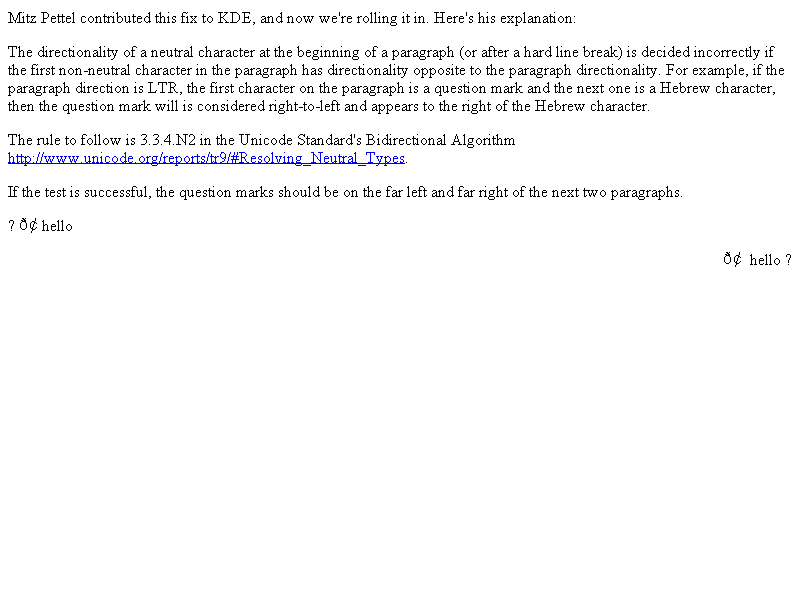 Mitz Pettel contributed this fix to KDE, and now we're rolling it in. Here's his explanation:
The directionality of a neutral character at the beginning of a paragraph (or after a hard line break) is decided incorrectly if
the first non-neutral character in the paragraph has directionality opposite to the paragraph directionality. For example, if the
paragraph direction is LTR, the first character on the paragraph is a question mark and the next one is a Hebrew character,
then the question mark will is considered right-to-left and appears to the right of the Hebrew character.
The rule to follow is 3.3.4.N2 in the Unicode Standard's Bidirectional Algorithm
http://www.unicode.org/reports/tr9/#Resolving_Neutral_Types.
If the test is successful, the question marks should be on the far left and far right of the next two paragraphs.
? ð¢ hello
ð¢ hello ?